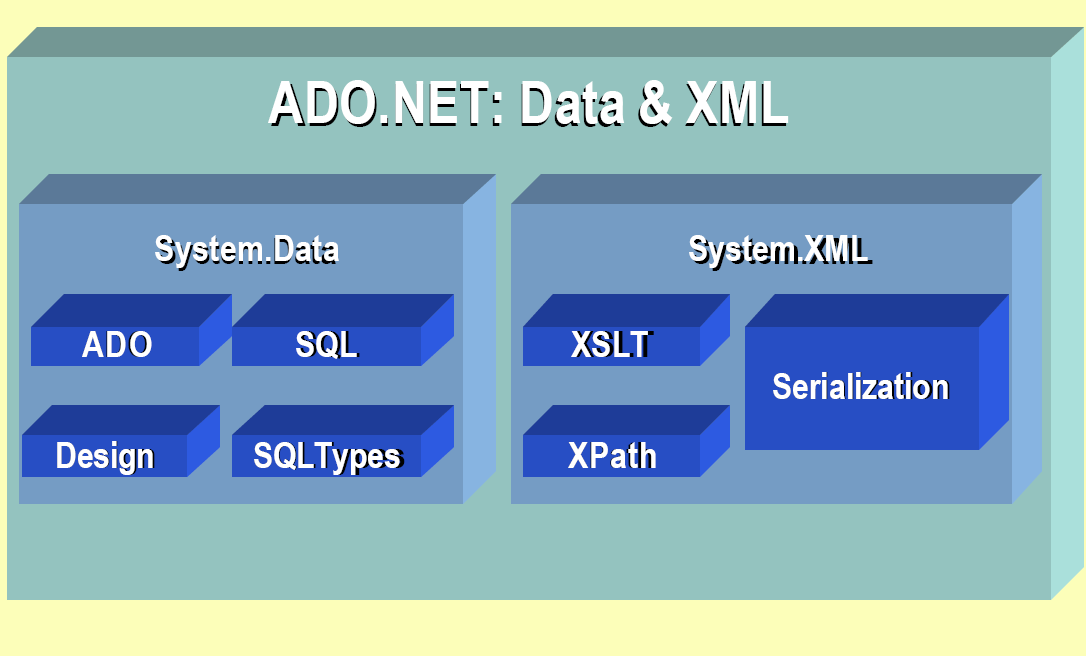 ADO.NET: Data & XML
System.Data
ADO
SQL
Design
SQLTypes
System.XML
XSLT
Serialization
XPath